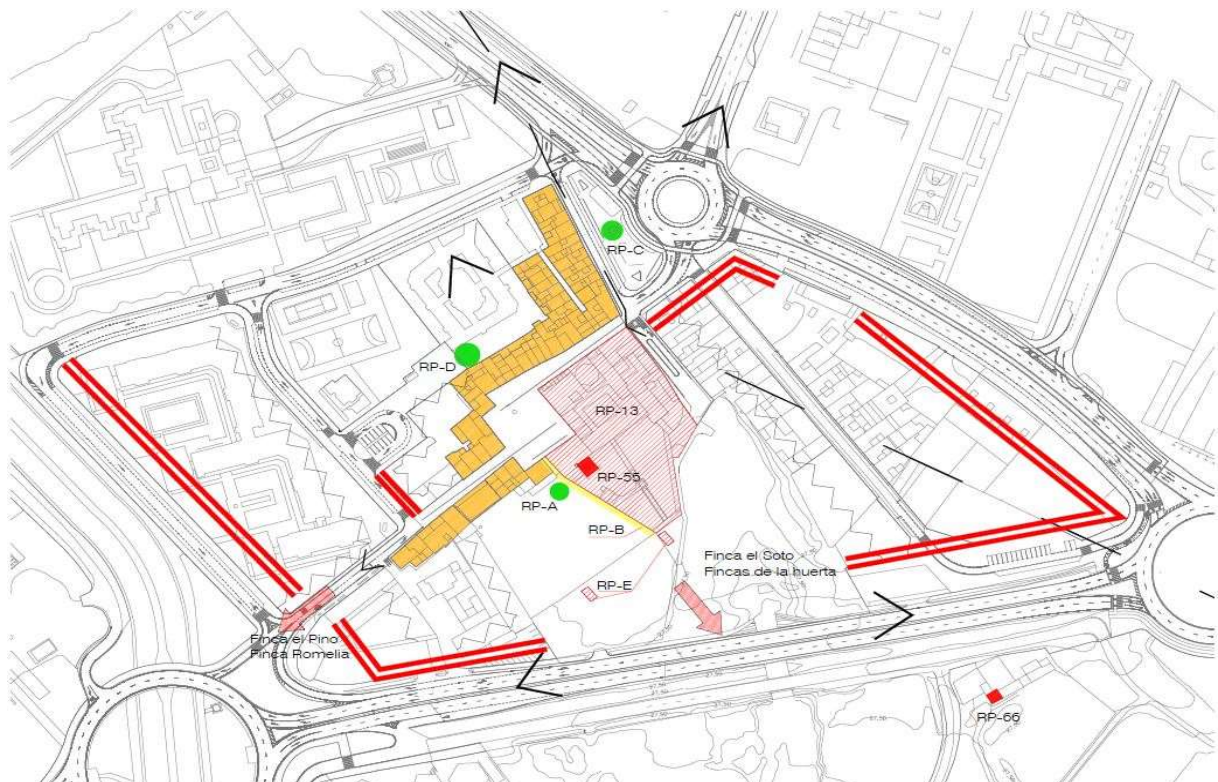 RP-C
RP-D
RP-13
RP-55
RP-A
RP-B
Finca el Soto
Fincas de la huerta
RP-E
Finca el Pino
Finca Romelia
RP-66